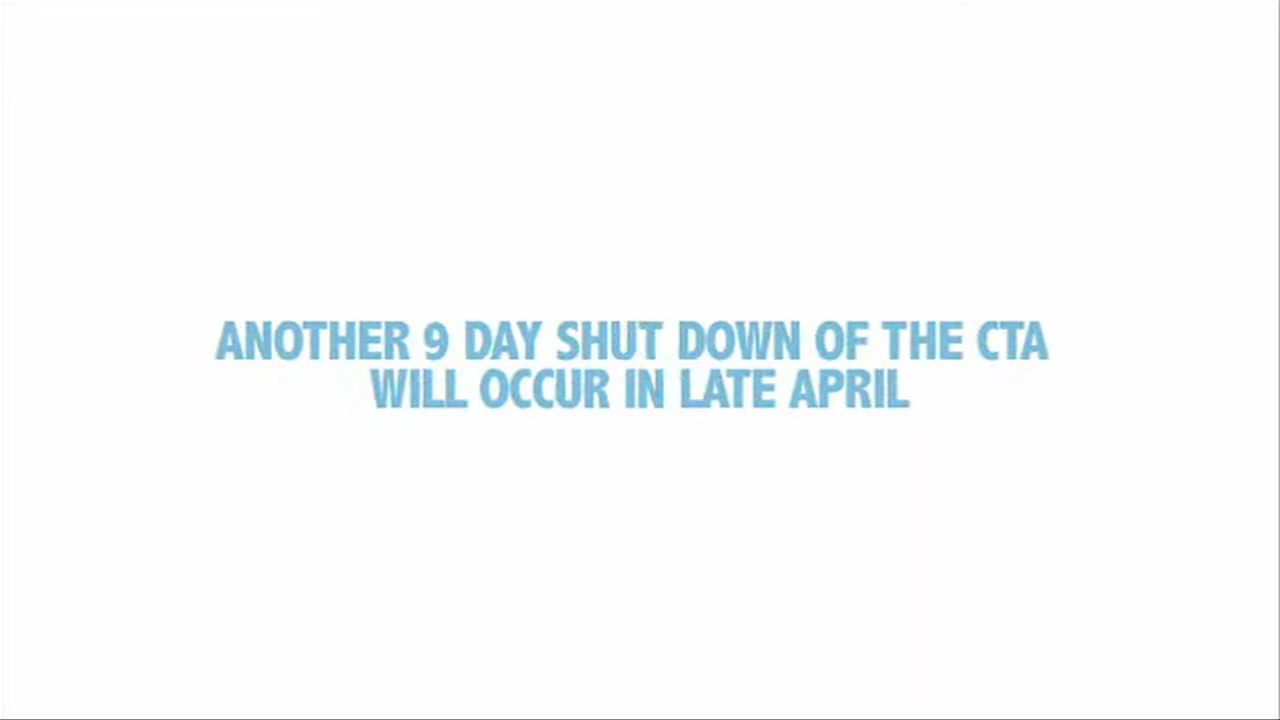 ANOTHER 9 DAY SHUT DOWN OF THE CTA
WILL OCCUR IN LATE APRIL